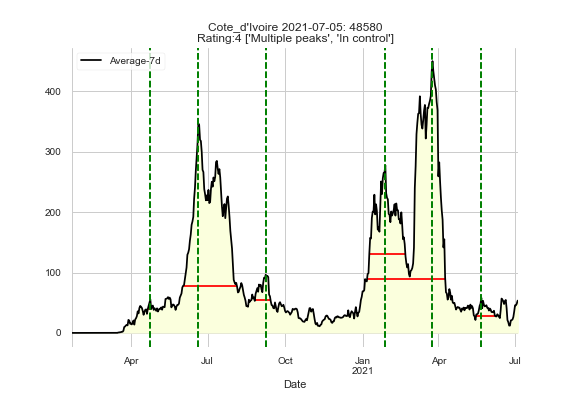 Cote_d'Ivoire 2021-07-05: 48580
Rating:4 ['Multiple peaks', 'In control']
Average-7d
400
300
200
100
0
Apr Jul Oct Jan Apr Jul
2021
Date